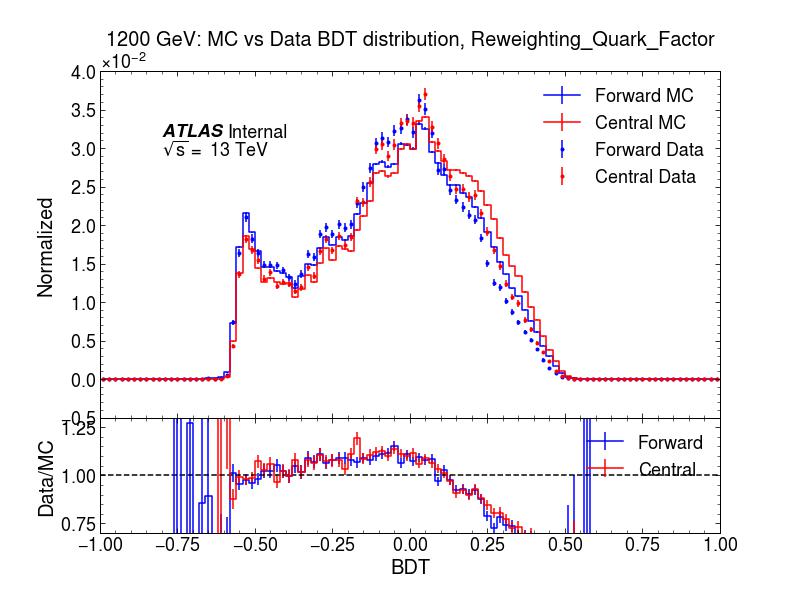 1200 GeV: MC vs Data BDT distribution, Reweighting_Quark_Factor
×10⁻²
4.0
3.5
3.0
2.5
2.0
1.5
1.0
0.5
0.0
−0.5
Normalized
ATLAS Internal
√s = 13 TeV
Forward MC
Central MC
Forward Data
Central Data
1.25
1.00
0.75
Data/MC
Forward
Central
−1.00 −0.75 −0.50 −0.25 0.00 0.25 0.50 0.75 1.00
BDT